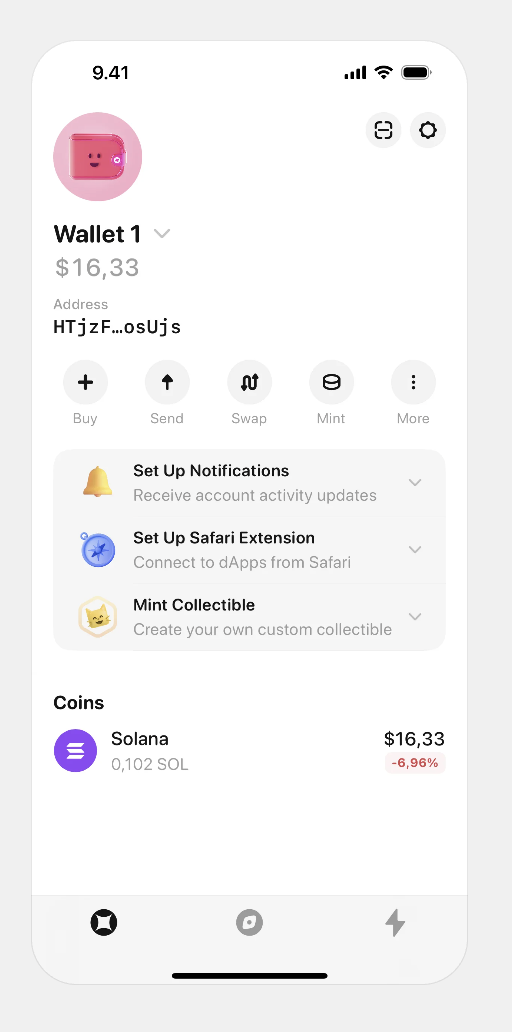 9.41
Wallet 1
$16,33
Address
HTjzF…osUjs
Buy
Send
Swap
Mint
More
Set Up Notifications
Receive account activity updates
Set Up Safari Extension
Connect to dApps from Safari
Mint Collectible
Create your own custom collectible
Coins
Solana
$16,33
0,102 SOL
-6,96%